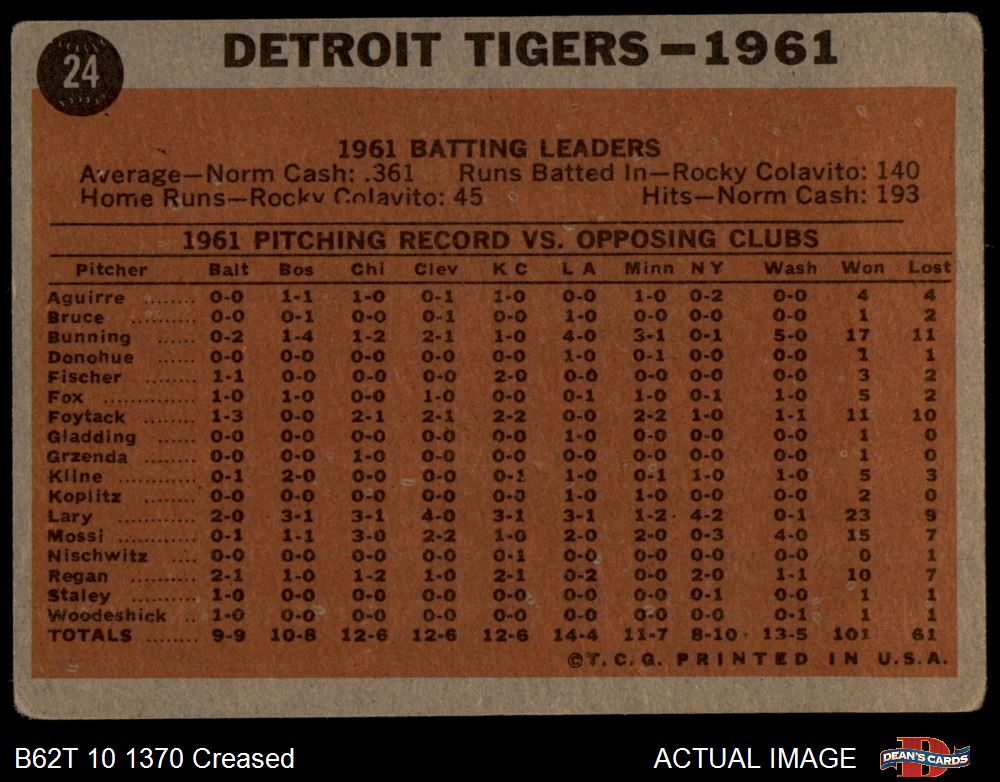 24
DETROIT TIGERS—1961
1961 BATTING LEADERS
Average—Norm Cash: .361 Runs Batted In—Rocky Colavito: 140
Home Runs—Rocky Colavito: 45 Hits—Norm Cash: 193
1961 PITCHING RECORD VS. OPPOSING CLUBS
Pitcher Balt Bos Chi Clev K C L A Minn N Y Wash Won Lost
Aguirre ........ 0-0 1-1 1-0 0-1 1-0 0-0 1-0 0-2 0-0 4 4
Bruce .......... 0-0 0-1 0-0 0-1 0-0 1-0 0-0 0-0 0-0 1 2
Bunning ...... 0-2 1-4 1-2 2-1 1-0 4-0 3-1 0-1 5-0 17 11
Donohue ...... 0-0 0-0 0-0 0-0 0-0 1-0 0-1 0-0 0-0 1 1
Fischer ........ 1-1 0-0 0-0 0-0 2-0 0-0 0-0 0-0 0-0 3 2
Fox .............. 1-0 1-0 0-0 1-0 0-0 0-1 1-0 0-1 1-0 5 2
Foytack ........ 1-3 0-0 2-1 2-1 2-2 0-0 2-2 1-0 1-1 11 10
Gladding ...... 0-0 0-0 0-0 0-0 0-0 1-0 0-0 0-0 0-0 1 0
Grzenda ........ 0-0 0-0 1-0 0-0 0-0 0-0 0-0 0-0 0-0 1 0
Kline ............ 0-1 2-0 0-0 0-0 0-1 1-0 0-1 1-0 1-0 5 3
Koplitz ........ 0-0 0-0 0-0 0-0 0-0 1-0 1-0 0-0 0-0 2 0
Lary ............ 2-0 3-1 3-1 4-0 3-1 3-1 1-2 4-2 0-1 23 9
Mossi .......... 0-1 1-1 3-0 2-2 1-0 2-0 2-0 0-3 4-0 15 7
Nischwitz .... 0-0 0-0 0-0 0-0 0-1 0-0 0-0 0-0 0-0 0 1
Regan .......... 2-1 1-0 1-2 1-0 2-1 0-2 0-0 2-0 1-1 10 7
Staley .......... 1-0 0-0 0-0 0-0 0-0 0-0 0-0 0-1 0-0 1 1
Woodeshick .. 1-0 0-0 0-0 0-0 0-0 0-0 0-0 0-0 0-1 1 1
TOTALS ........ 9-9 10-8 12-6 12-6 12-6 14-4 11-7 8-10 13-5 101 61
©T.C.G. PRINTED IN U.S.A.
B62T 10 1370 Creased ACTUAL IMAGE
D DEAN'S CARDS